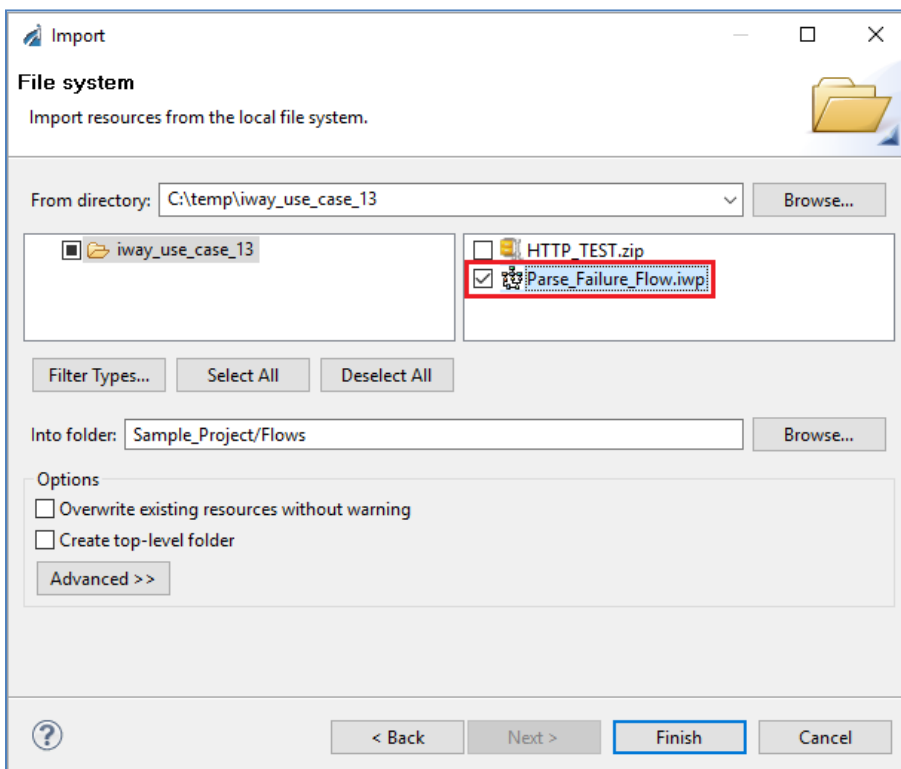 Import
File system
Import resources from the local file system.
From directory: C:\temp\iway_use_case_13 Browse...
iway_use_case_13
HTTP_TEST.zip
Parse_Failure_Flow.iwp
Filter Types... Select All Deselect All
Into folder: Sample_Project/Flows Browse...
Options
Overwrite existing resources without warning
Create top-level folder
Advanced >>
? < Back Next > Finish Cancel